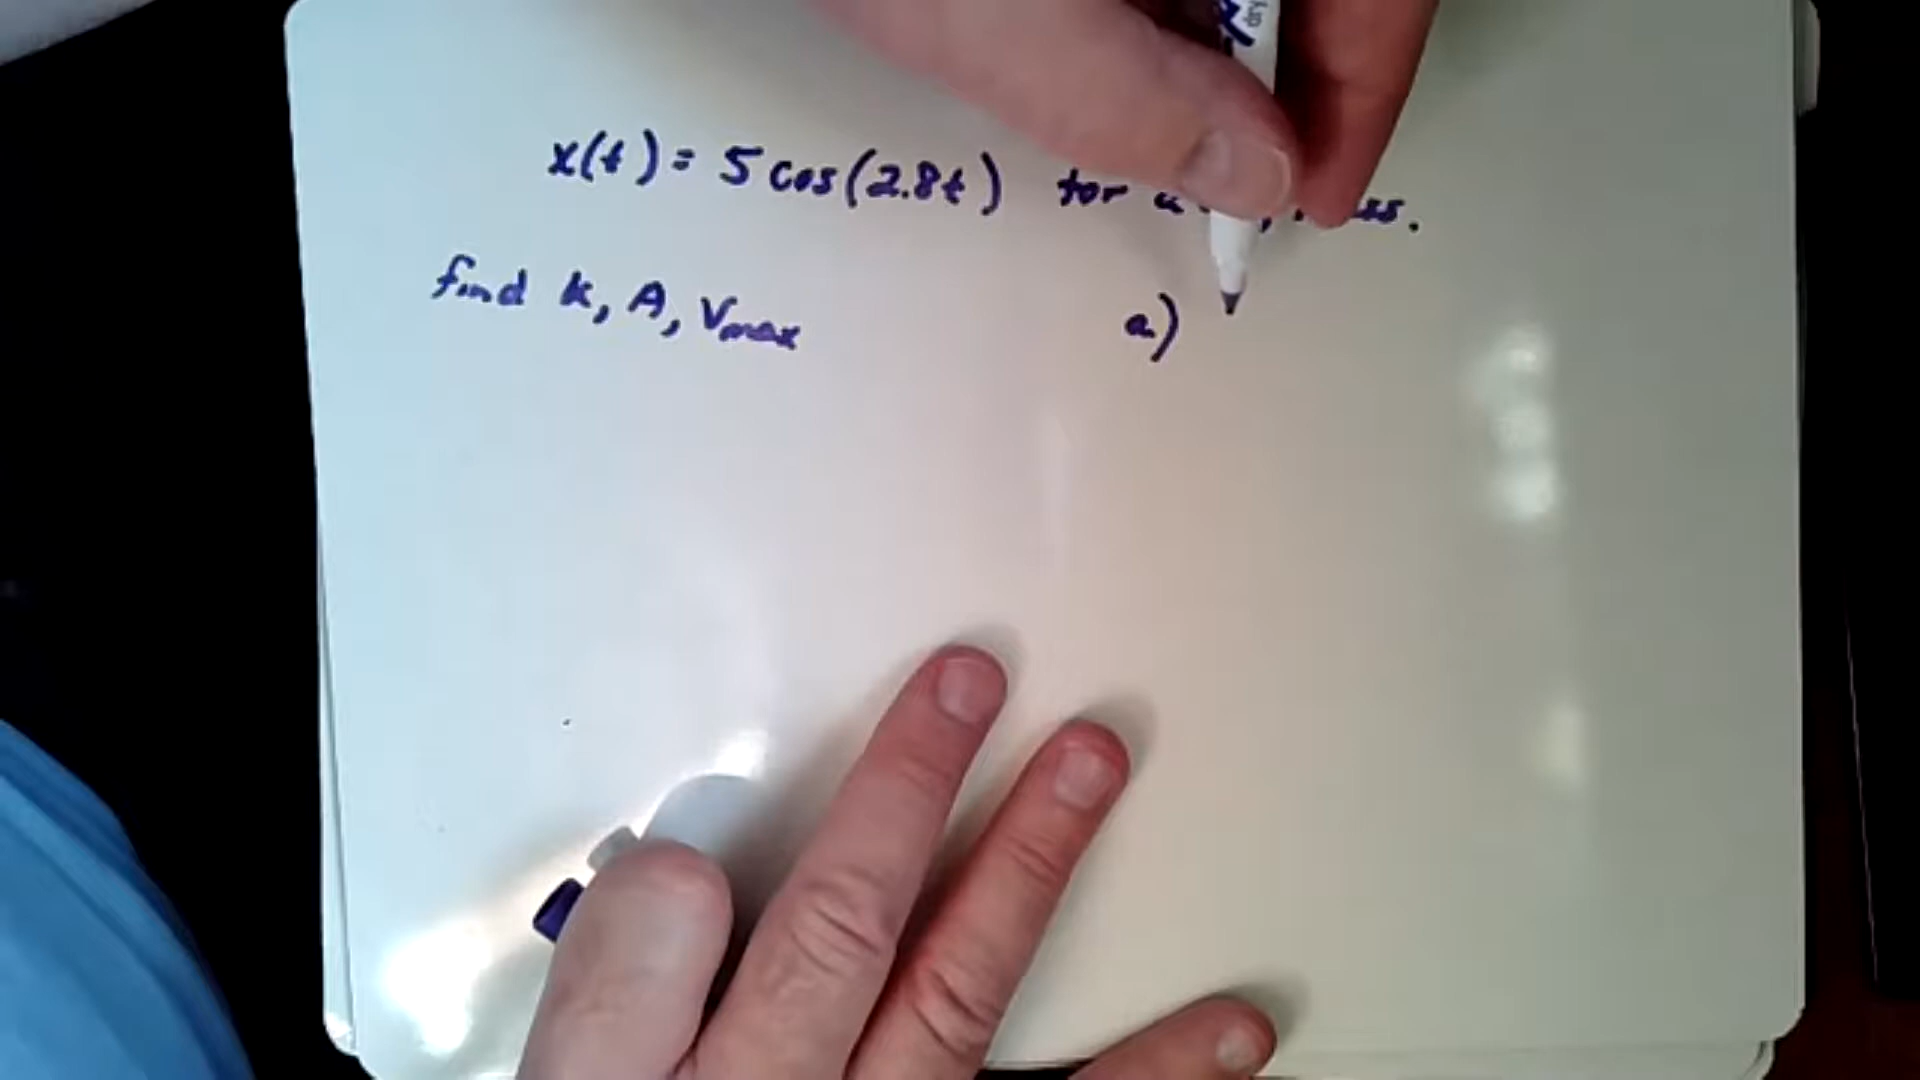 x(t) = 5 cos(2.8t) for a
find k, A, Vmax
a)